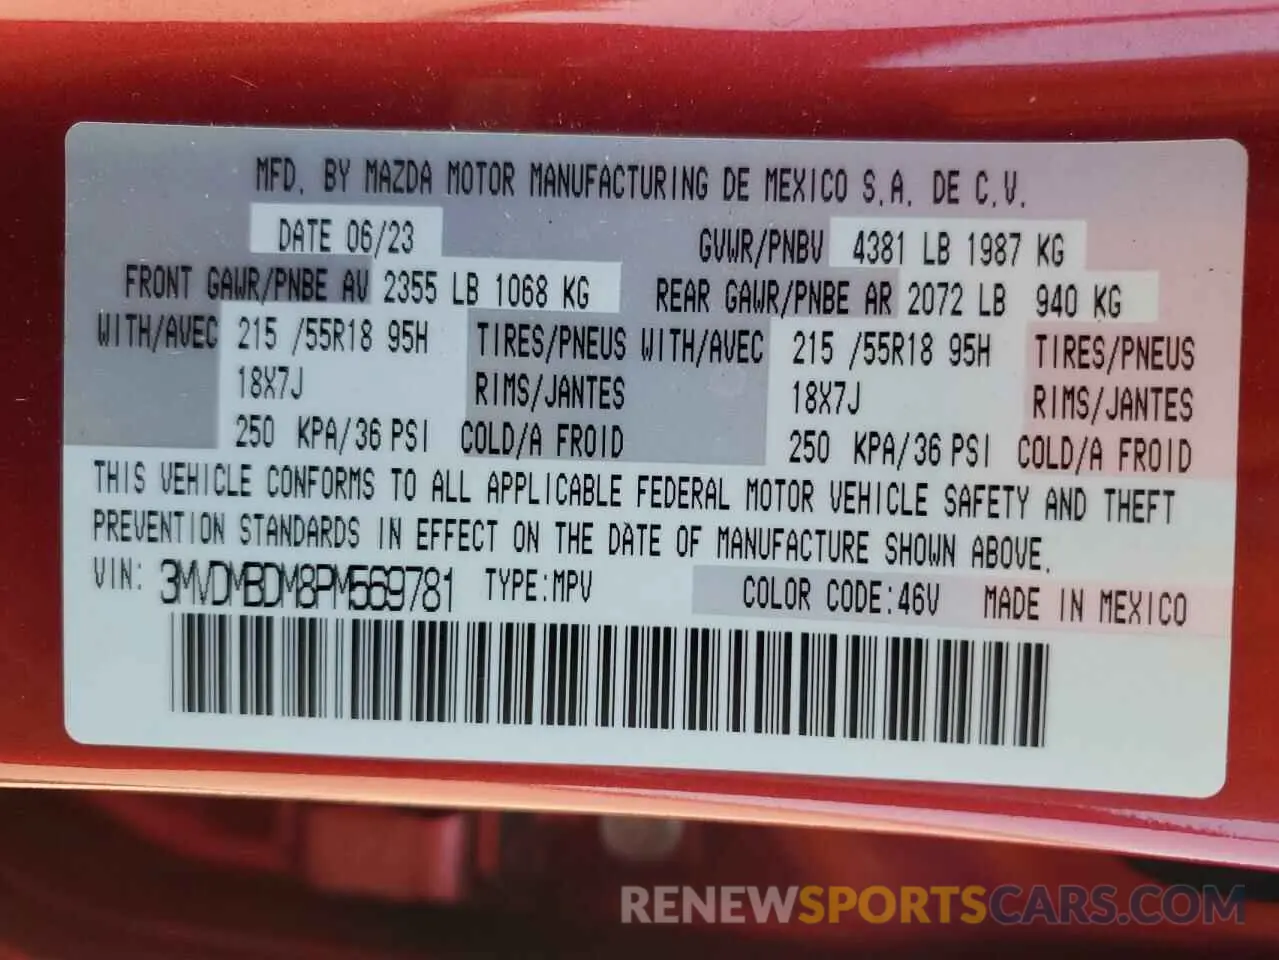 MFD. BY MAZDA MOTOR MANUFACTURING DE MEXICO S.A. DE C.V.
DATE 06/23 GVWR/PNBV 4381 LB 1987 KG
FRONT GAWR/PNBE AV 2355 LB 1068 KG REAR GAWR/PNBE AR 2072 LB 940 KG
WITH/AVEC 215 /55R18 95H TIRES/PNEUS WITH/AVEC 215 /55R18 95H TIRES/PNEUS
18X7J RIMS/JANTES 18X7J RIMS/JANTES
250 KPA/36 PSI COLD/A FROID 250 KPA/36 PSI COLD/A FROID
THIS VEHICLE CONFORMS TO ALL APPLICABLE FEDERAL MOTOR VEHICLE SAFETY AND THEFT
PREVENTION STANDARDS IN EFFECT ON THE DATE OF MANUFACTURE SHOWN ABOVE.
VIN: 3MVDMBDM8PM569781 TYPE:MPV COLOR CODE:46V MADE IN MEXICO
RENEWSPORTSCARS.COM